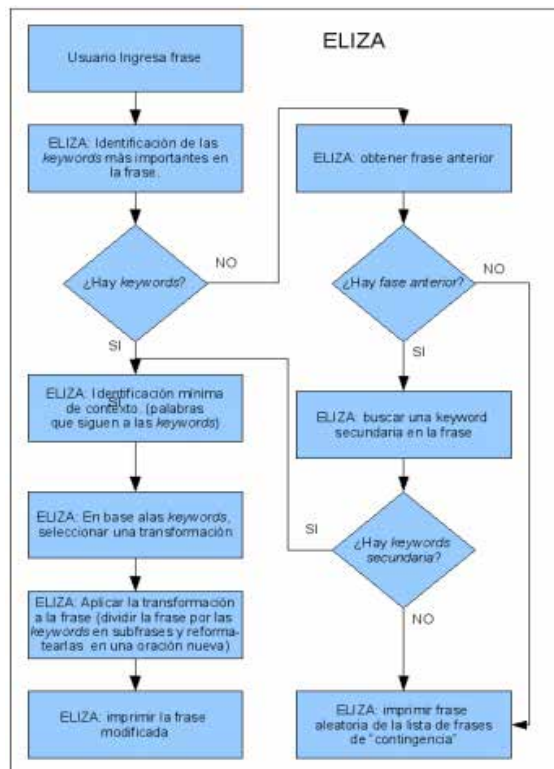 ELIZA
Usuario Ingresa frase
ELIZA: Identificación de las
keywords más importantes en
la frase.
ELIZA: obtener frase anterior
NO
¿Hay keywords?
¿Hay fase anterior?
NO
SI
SI
ELIZA: Identificación mínima
de contexto. (palabras
SI
que siguen a las keywords)
ELIZA: buscar una keyword
secundaria en la frase
ELIZA: En base alas keywords,
seleccionar una transformación
SI
¿Hay keywords
secundaria?
ELIZA: Aplicar la transformación
a la frase (dividir la frase por las
keywords en subfrases y reforma-
tearlas en una oración nueva)
NO
ELIZA: imprimir la frase
modificada
ELIZA: imprimir frase
aleatoria de la lista de frases
de "contingencia"